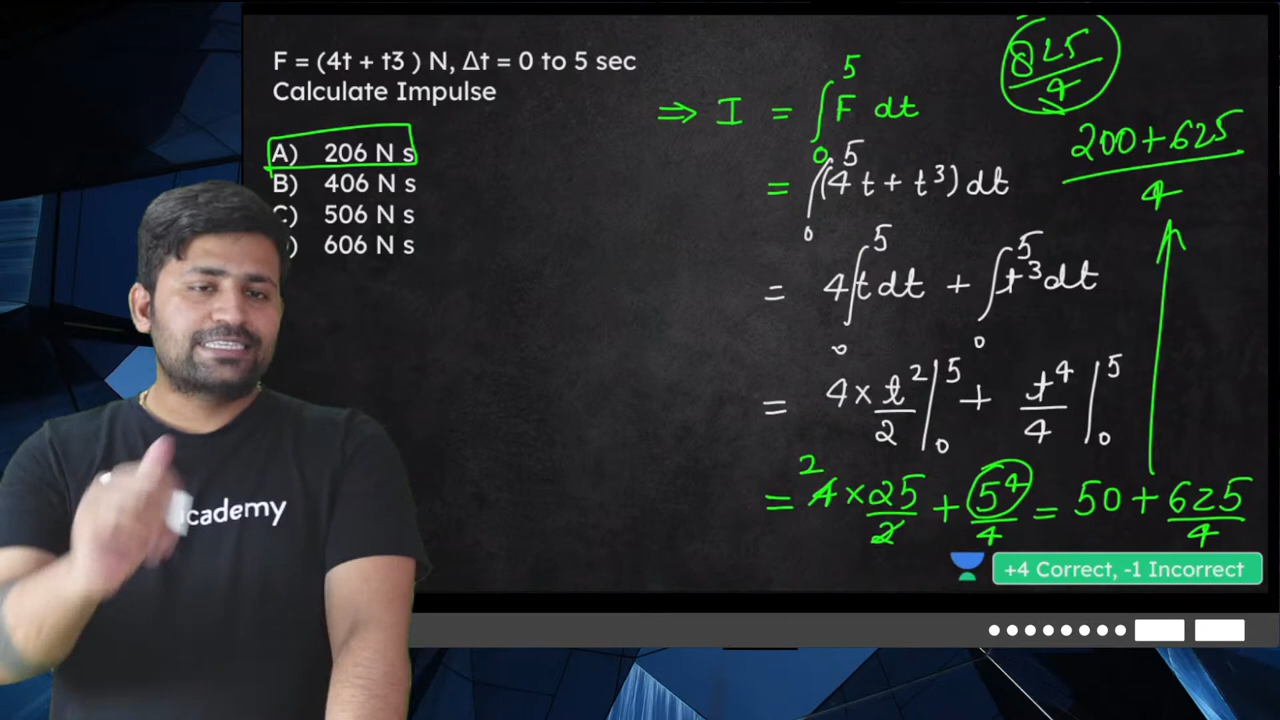 F = (4t + t3 ) N, Δt = 0 to 5 sec
Calculate Impulse
A) 206 N s
B) 406 N s
C) 506 N s
) 606 N s
⇒ I = ∫₀⁵ F dt
= ∫₀⁵ (4t + t³) dt
= 4∫₀⁵ t dt + ∫₀⁵ t³ dt
= 4 × t²/2 |₀⁵ + t⁴/4 |₀⁵
= 2 4 × 25/2 + 5⁴/4 = 50 + 625/4
200 + 625/4
825/4
cademy
+4 Correct, -1 Incorrect